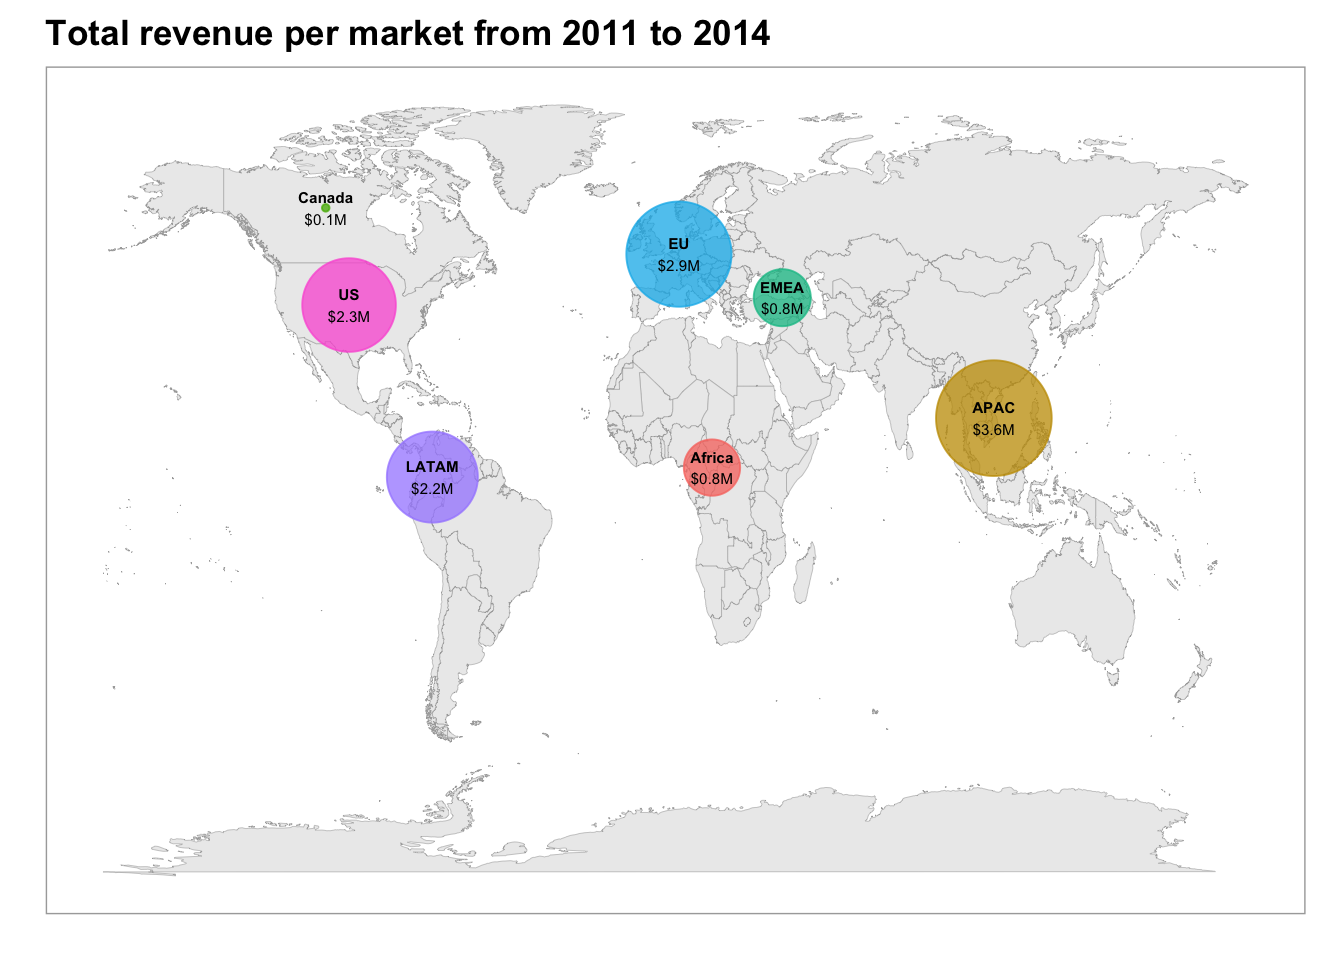 Total revenue per market from 2011 to 2014
Canada
$0.1M
EU
$2.9M
EMEA
$0.8M
US
$2.3M
APAC
$3.6M
LATAM
$2.2M
Africa
$0.8M